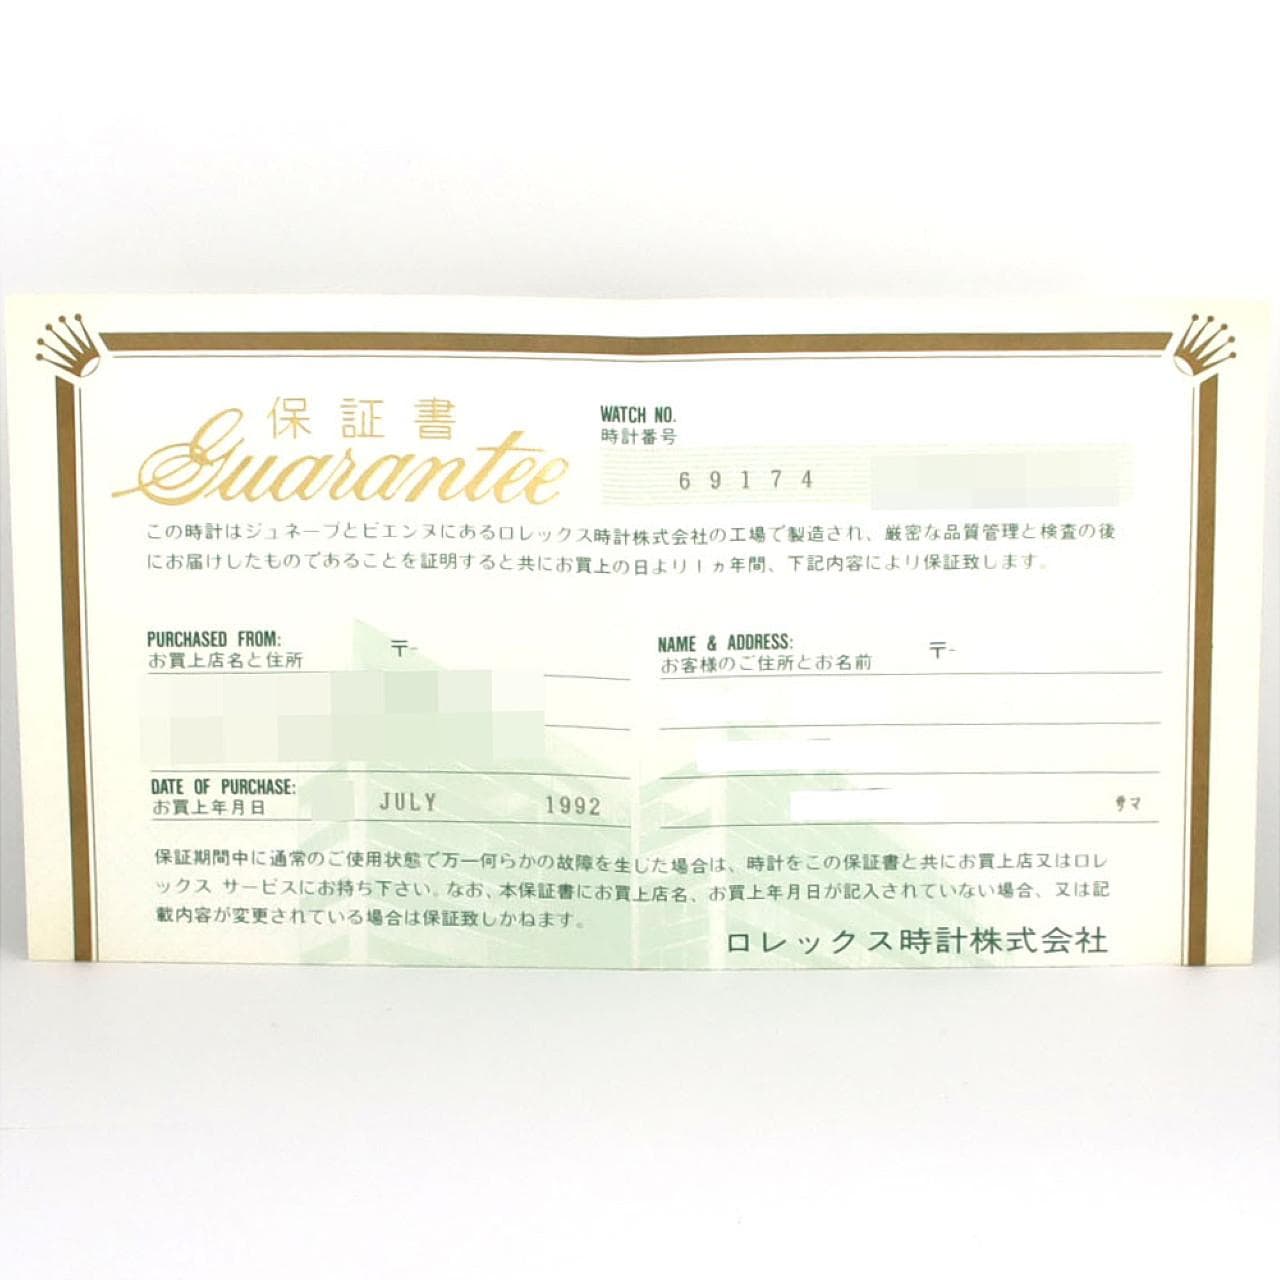 保証書
Guarantee
WATCH NO.
時計番号
69174
この時計はジュネーブとビエンヌにあるロレックス時計株式会社の工場で製造され、厳密な品質管理と検査の後
にお届けしたものであることを証明すると共にお買上の日より1ヵ年間、下記内容により保証致します。
PURCHASED FROM:
お買上店名と住所
〒-
NAME & ADDRESS:
お客様のご住所とお名前
〒-
DATE OF PURCHASE:
お買上年月日
JULY 1992
サマ
保証期間中に通常のご使用状態で万一何らかの故障を生じた場合は、時計をこの保証書と共にお買上店又はロレ
ックス サービスにお持ち下さい。なお、本保証書にお買上店名、お買上年月日が記入されていない場合、又は記
載内容が変更されている場合は保証致しかねます。
ロレックス時計株式会社